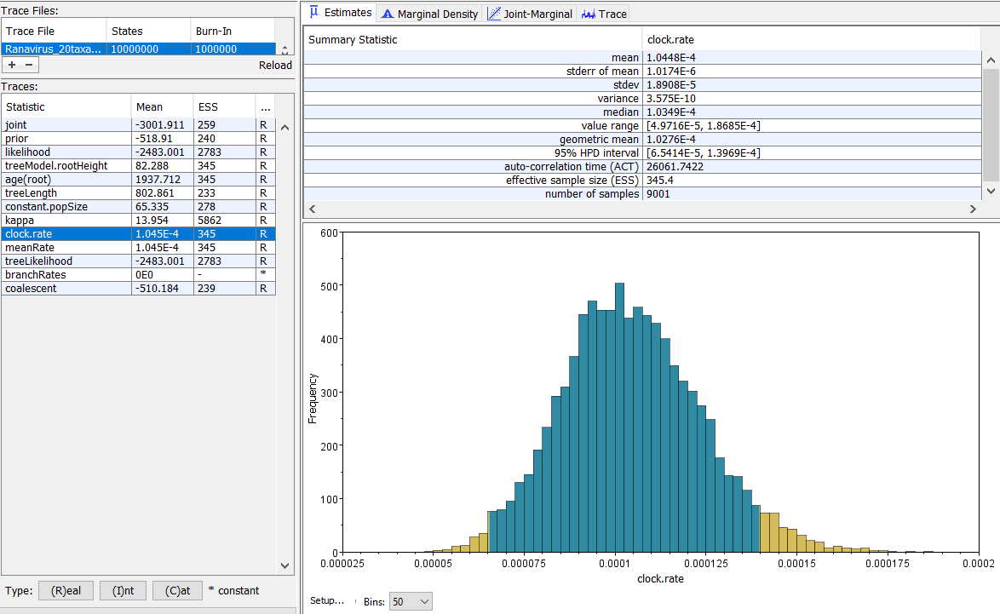 Trace Files:
Trace File States Burn-In
Ranavirus_20taxa... 10000000 1000000
+ − Reload
Traces:
Statistic Mean ESS ...
joint -3001.911 259 R
prior -518.91 240 R
likelihood -2483.001 2783 R
treeModel.rootHeight 82.288 345 R
age(root) 1937.712 345 R
treeLength 802.861 233 R
constant.popSize 65.335 278 R
kappa 13.954 5862 R
clock.rate 1.045E-4 345 R
meanRate 1.045E-4 345 R
treeLikelihood -2483.001 2783 R
branchRates 0E0 - *
coalescent -510.184 239 R
Type: (R)eal (I)nt (C)at * constant
Estimates Marginal Density Joint-Marginal Trace
Summary Statistic clock.rate
mean 1.0448E-4
stderr of mean 1.0174E-6
stdev 1.8908E-5
variance 3.575E-10
median 1.0349E-4
value range [4.9716E-5, 1.8685E-4]
geometric mean 1.0276E-4
95% HPD interval [6.5414E-5, 1.3969E-4]
auto-correlation time (ACT) 26061.7422
effective sample size (ESS) 345.4
number of samples 9001
600
500
400
300
200
100
0
Frequency
0.000025 0.00005 0.000075 0.0001 0.000125 0.00015 0.000175 0.0002
clock.rate
Setup... Bins: 50